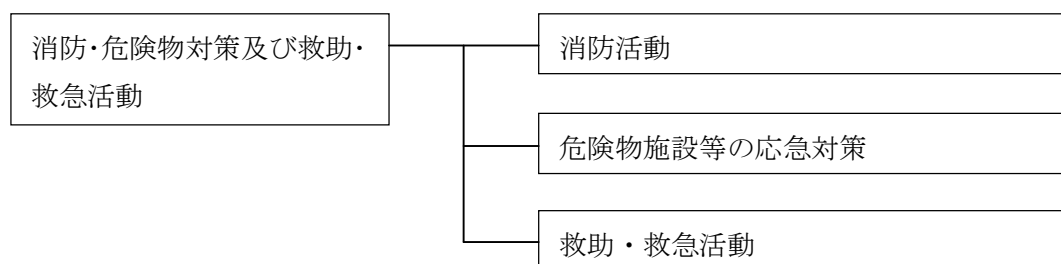 消防・危険物対策及び救助・
救急活動
消防活動
危険物施設等の応急対策
救助・救急活動